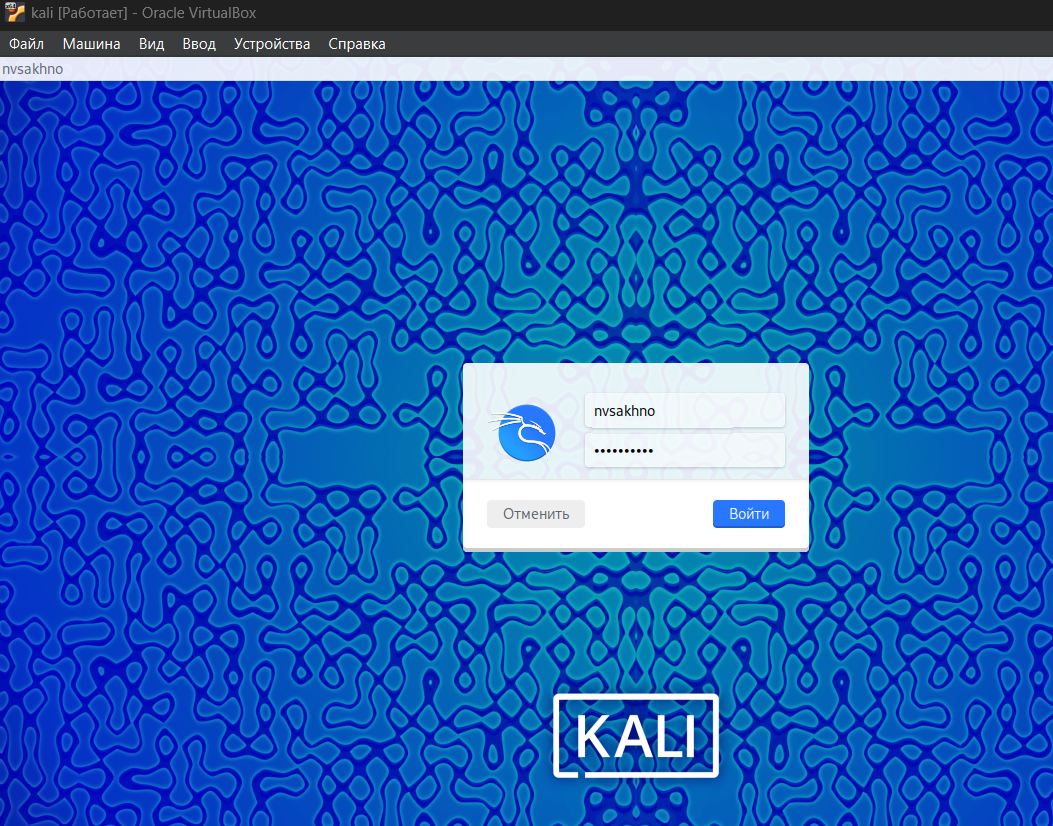 kali [Работает] - Oracle VirtualBox
Файл Машина Вид Ввод Устройства Справка
nvsakhno
nvsakhno
••••••••••
Отменить Войти
KALI